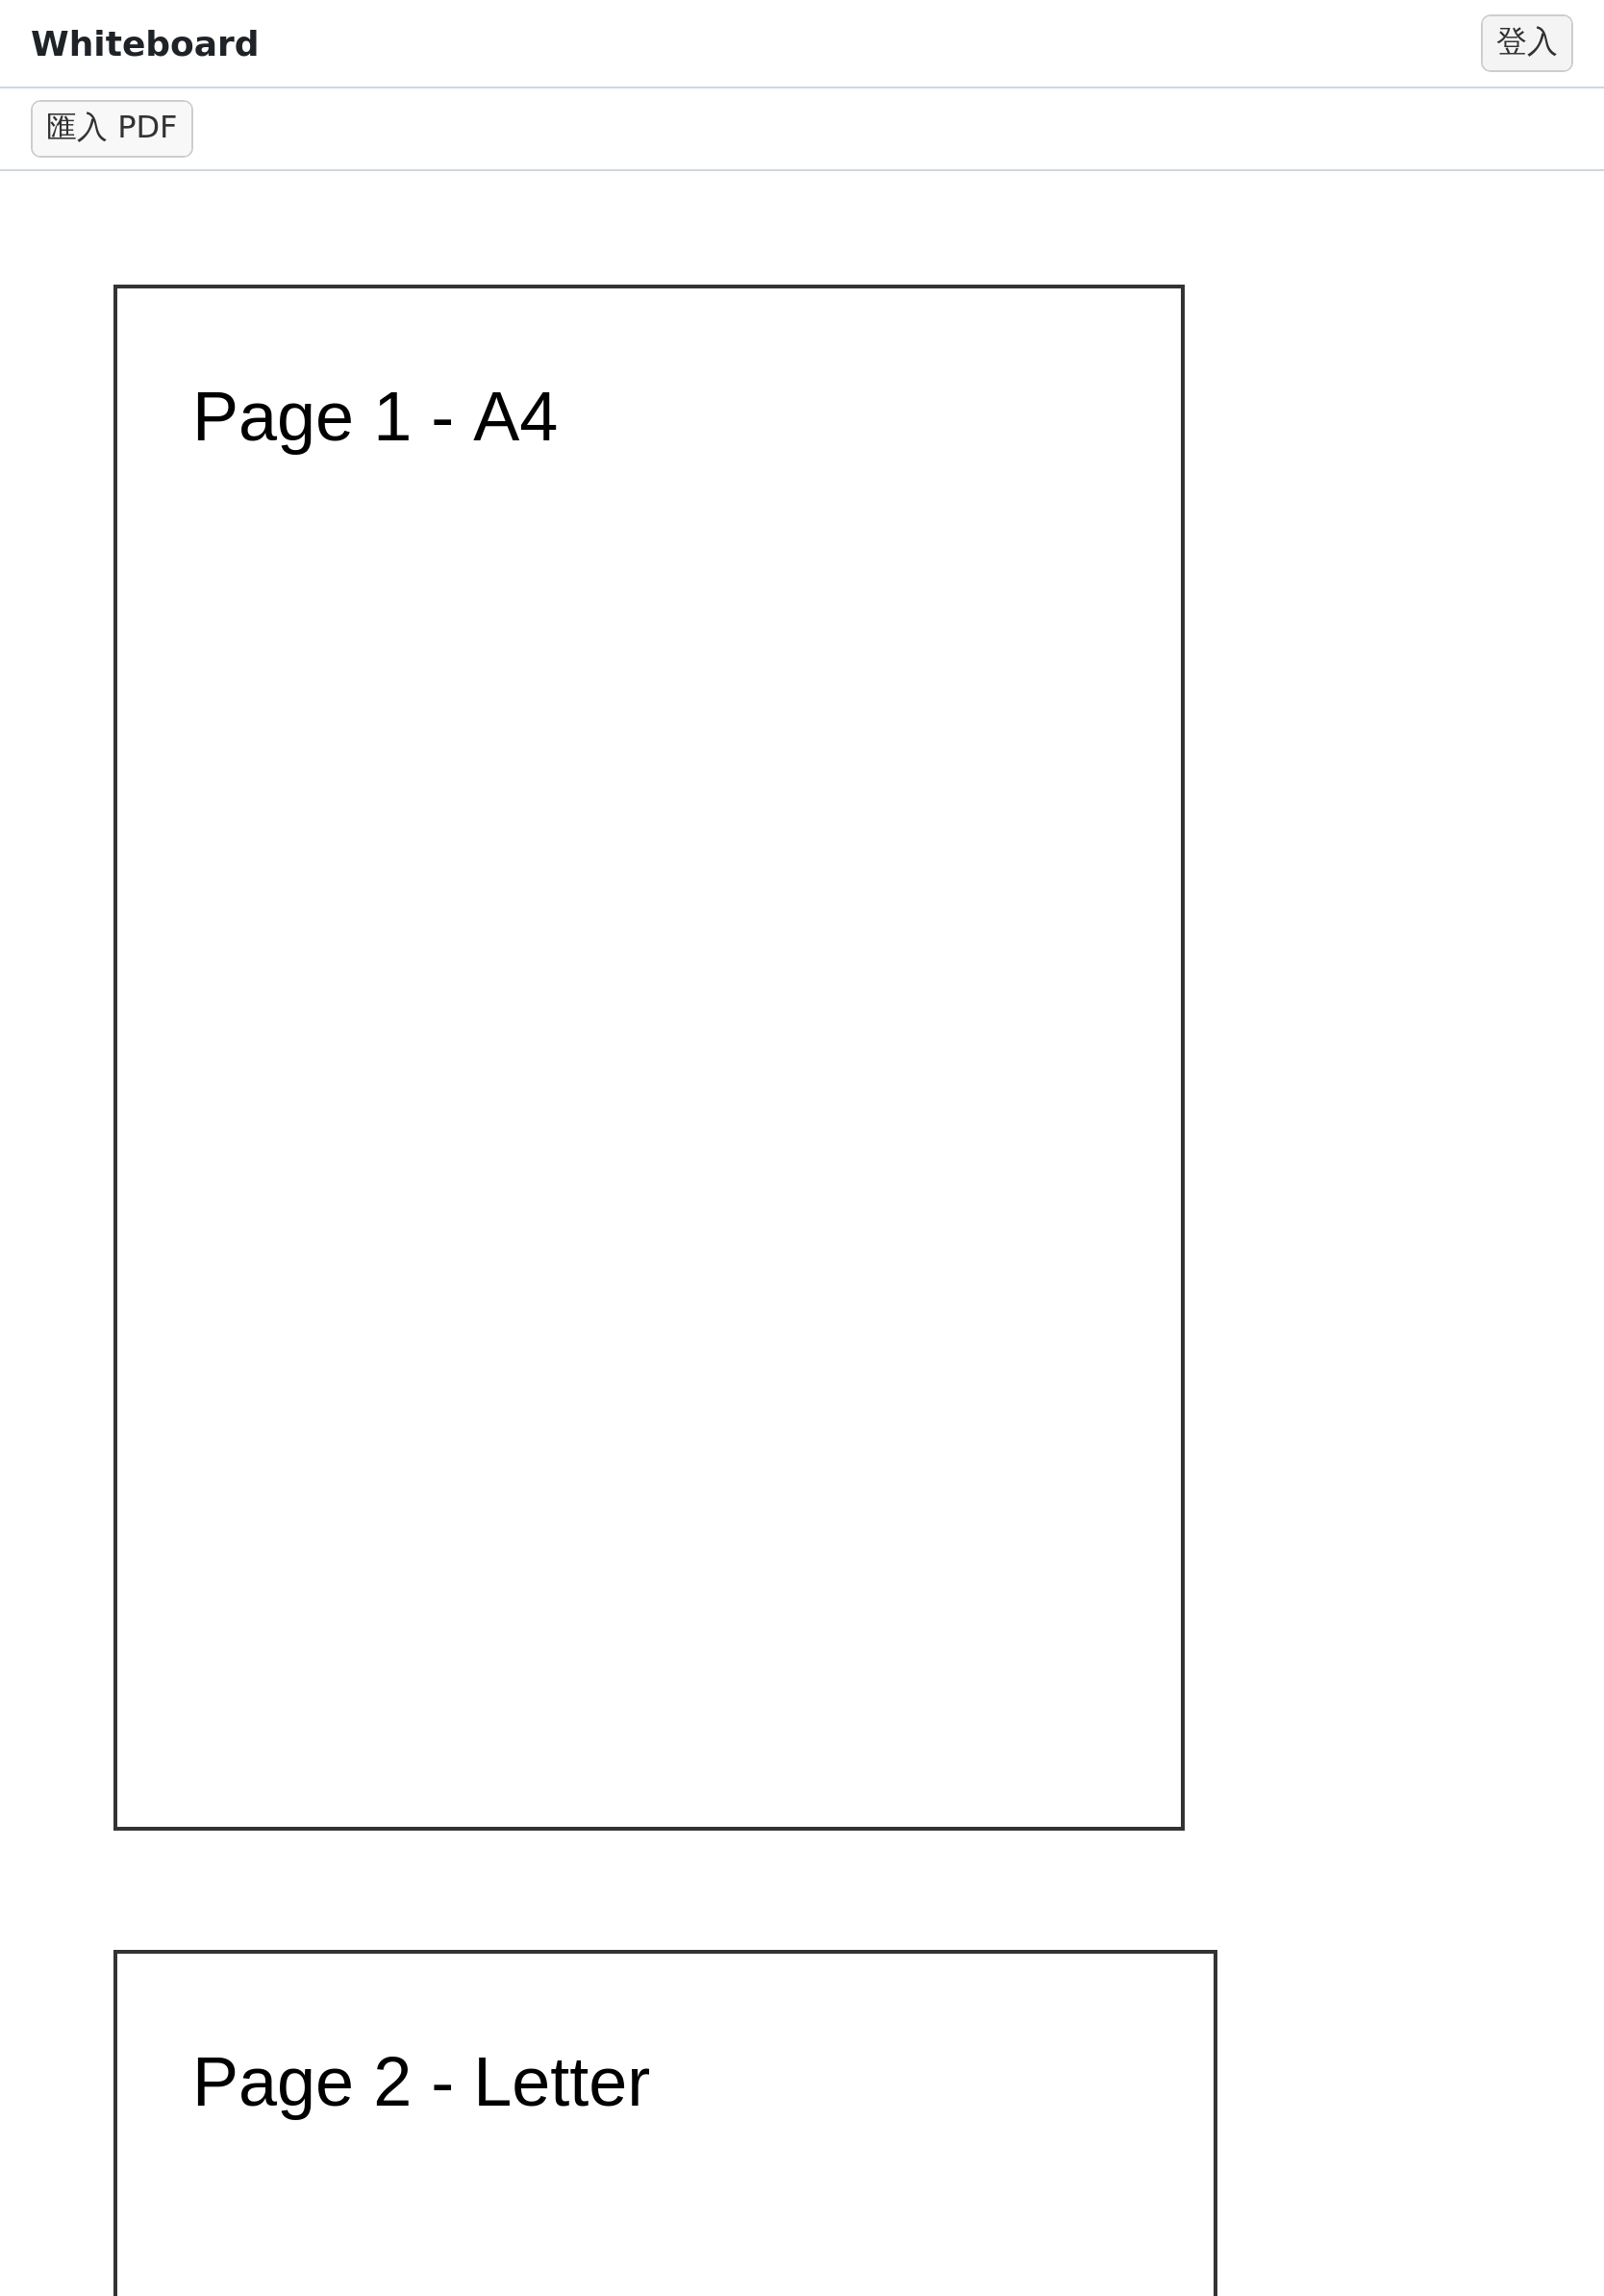 Whiteboard
登入
匯入 PDF
Page 1 - A4
Page 2 - Letter